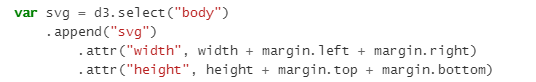 var svg = d3.select("body")
.append("svg")
.attr("width", width + margin.left + margin.right)
.attr("height", height + margin.top + margin.bottom)